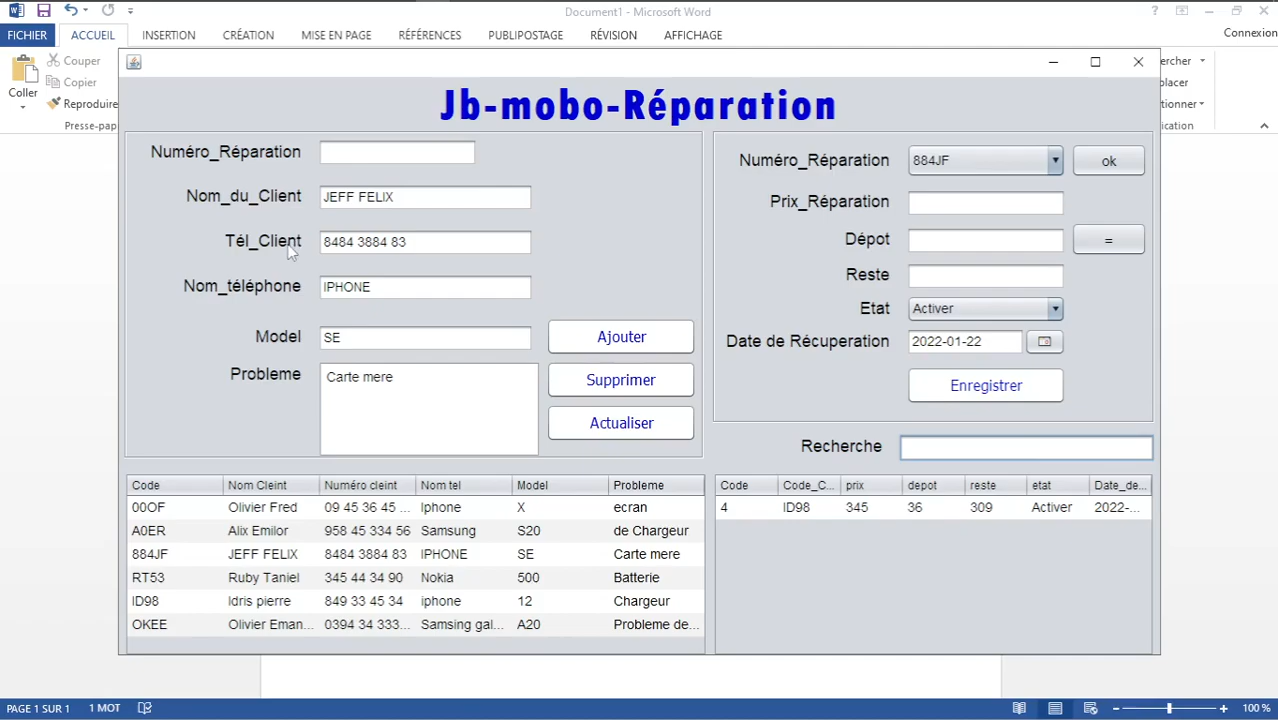 Document1 - Microsoft Word
FICHIER ACCUEIL INSERTION CRÉATION MISE EN PAGE RÉFÉRENCES PUBLIPOSTAGE RÉVISION AFFICHAGE Connexion
Coller
Couper
Copier
Reproduire
Presse-pap
ercher
placer
tionner
ication
Jb-mobo-Réparation
Numéro_Réparation
Nom_du_Client JEFF FELIX
Tél_Client 8484 3884 83
Nom_téléphone IPHONE
Model SE
Probleme Carte mere
Ajouter
Supprimer
Actualiser
Numéro_Réparation 884JF ok
Prix_Réparation
Dépot =
Reste
Etat Activer
Date de Récuperation 2022-01-22
Enregistrer
Recherche
Code Nom Cleint Numéro cleint Nom tel Model Probleme
00OF Olivier Fred 09 45 36 45 ... Iphone X ecran
A0ER Alix Emilor 958 45 334 56 Samsung S20 de Chargeur
884JF JEFF FELIX 8484 3884 83 IPHONE SE Carte mere
RT53 Ruby Taniel 345 44 34 90 Nokia 500 Batterie
ID98 Idris pierre 849 33 45 34 iphone 12 Chargeur
OKEE Olivier Eman... 0394 34 333... Samsing gal... A20 Probleme de...
Code Code_C... prix depot reste etat Date_de...
4 ID98 345 36 309 Activer 2022-...
PAGE 1 SUR 1 1 MOT 100 %